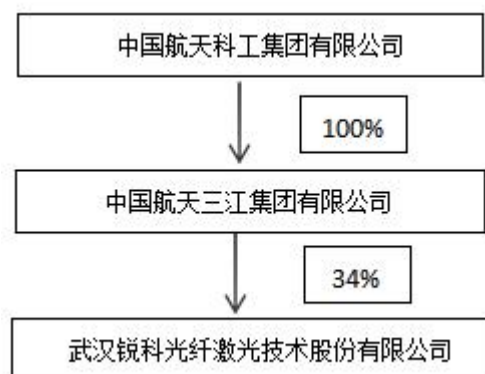 中国航天科工集团有限公司
100%
中国航天三江集团有限公司
34%
武汉锐科光纤激光技术股份有限公司